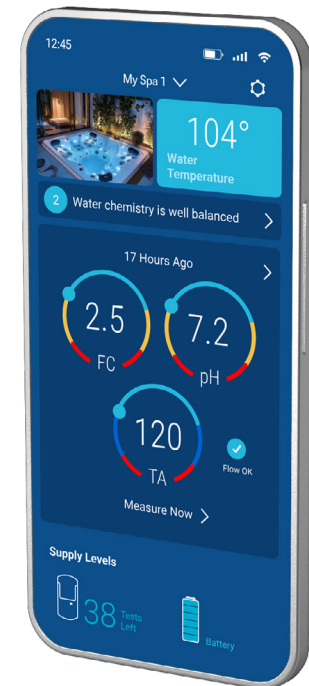 12:45
My Spa 1
104°
Water
Temperature
2 Water chemistry is well balanced
17 Hours Ago
2.5
FC
7.2
pH
120
TA
Flow OK
Measure Now
Supply Levels
38 Tests
Left
Battery